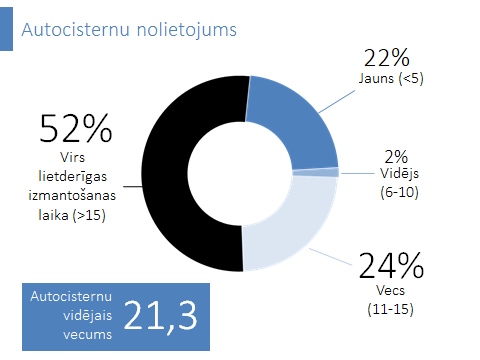 Autocisternu nolietojums
22%
Jauns (<5)
52%
Virs
lietderīgas
izmantošanas
laika (>15)
2%
Vidējs
(6-10)
24%
Vecs
(11-15)
Autocisternu
vidējais
vecums
21,3